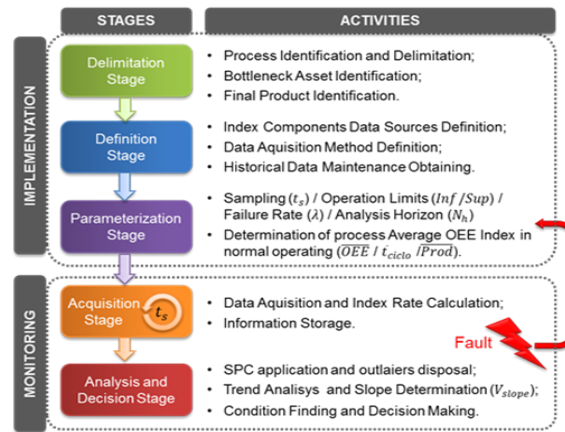 STAGES
ACTIVITIES
IMPLEMENTATION
Delimitation
Stage
• Process Identification and Delimitation;
• Bottleneck Asset Identification;
• Final Product Identification.
Definition
Stage
• Index Components Data Sources Definition;
• Data Aquisition Method Definition;
• Historical Data Maintenance Obtaining.
Parameterization
Stage
• Sampling (tₛ) / Operation Limits (Inf/Sup) /
Failure Rate (λ) / Analysis Horizon (Nₕ)
• Determination of process Average OEE Index in
normal operating (O̅E̅E̅ / t̅_ciclo / P̅r̅o̅d̅).
MONITORING
Acquisition
Stage
tₛ
• Data Aquisition and Index Rate Calculation;
• Information Storage.
Fault
Analysis and
Decision Stage
• SPC application and outlaiers disposal;
• Trend Analisys and Slope Determination (V_slope);
• Condition Finding and Decision Making.